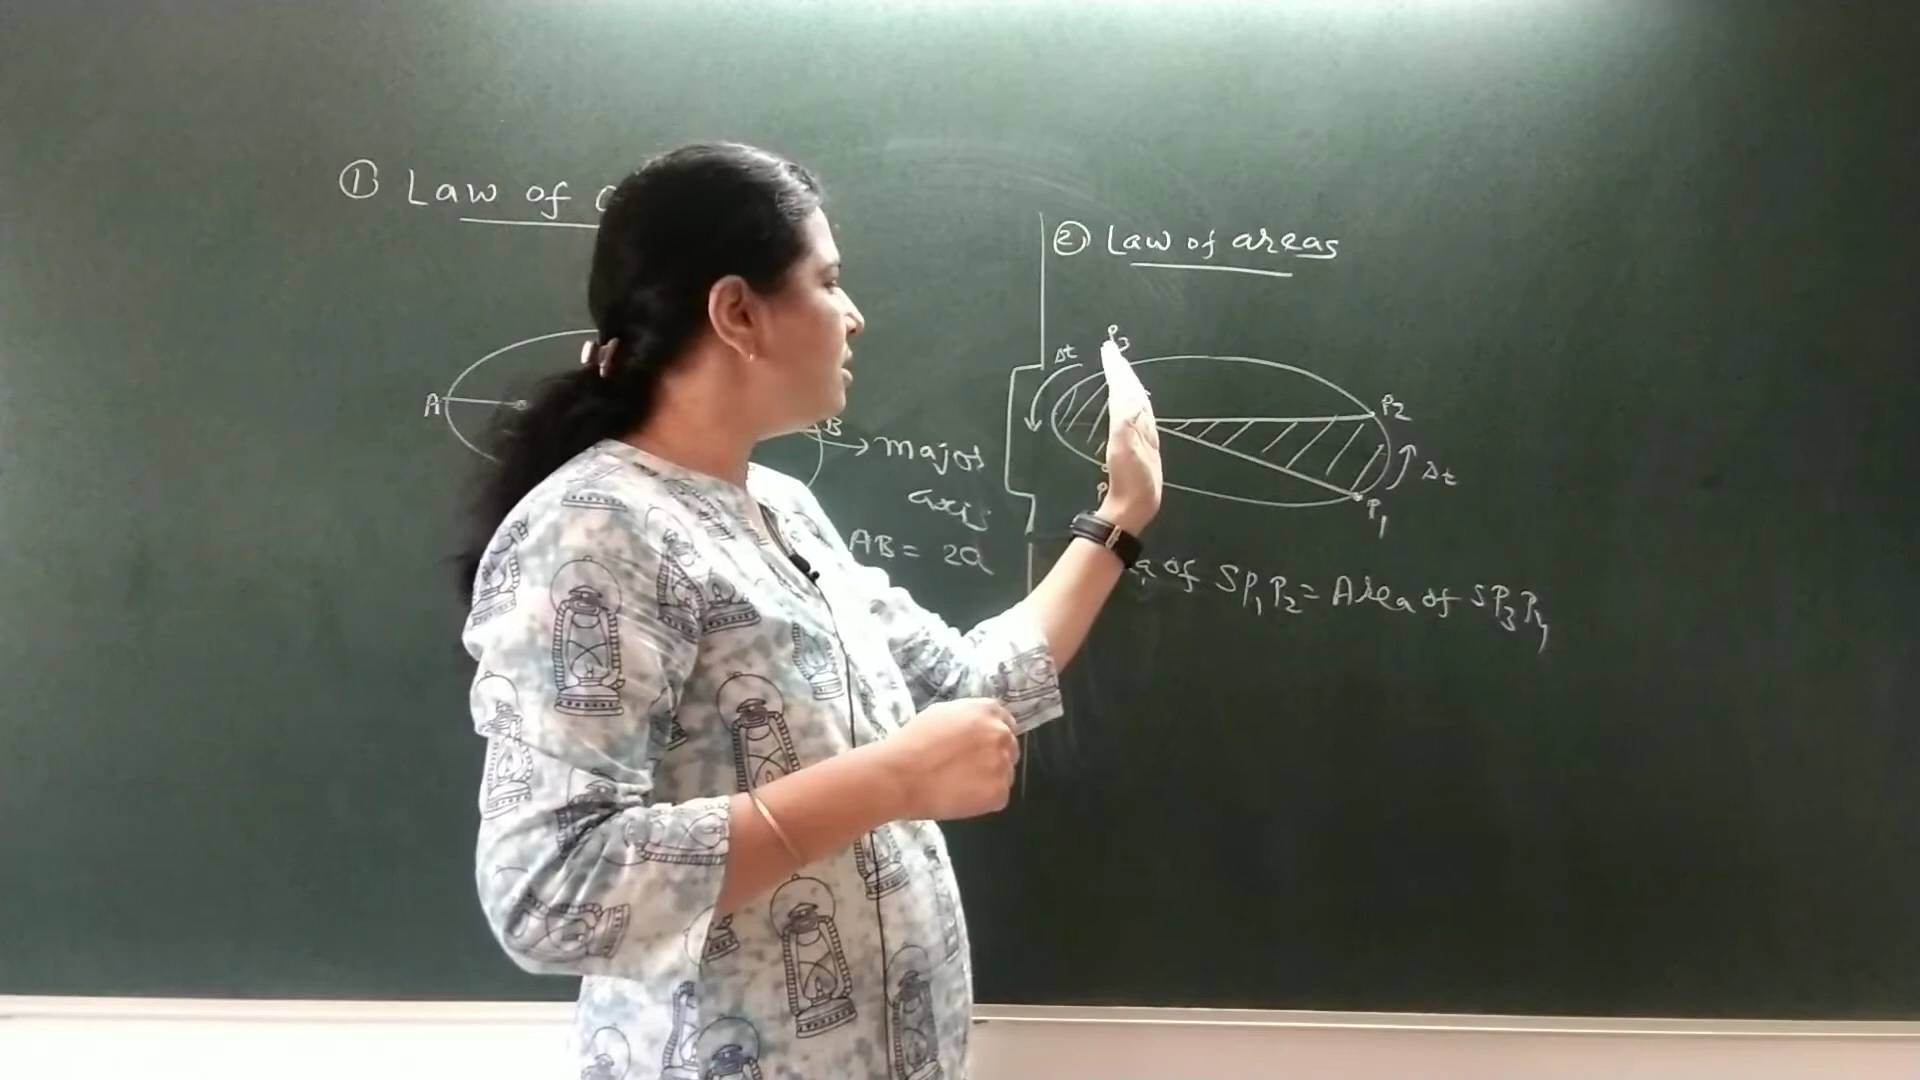 ① Law of
A
B
major
axis
AB = 2a
② Law of areas
P3
Δt
P2
Δt
P1
of SP1P2 = Area of SP3P4